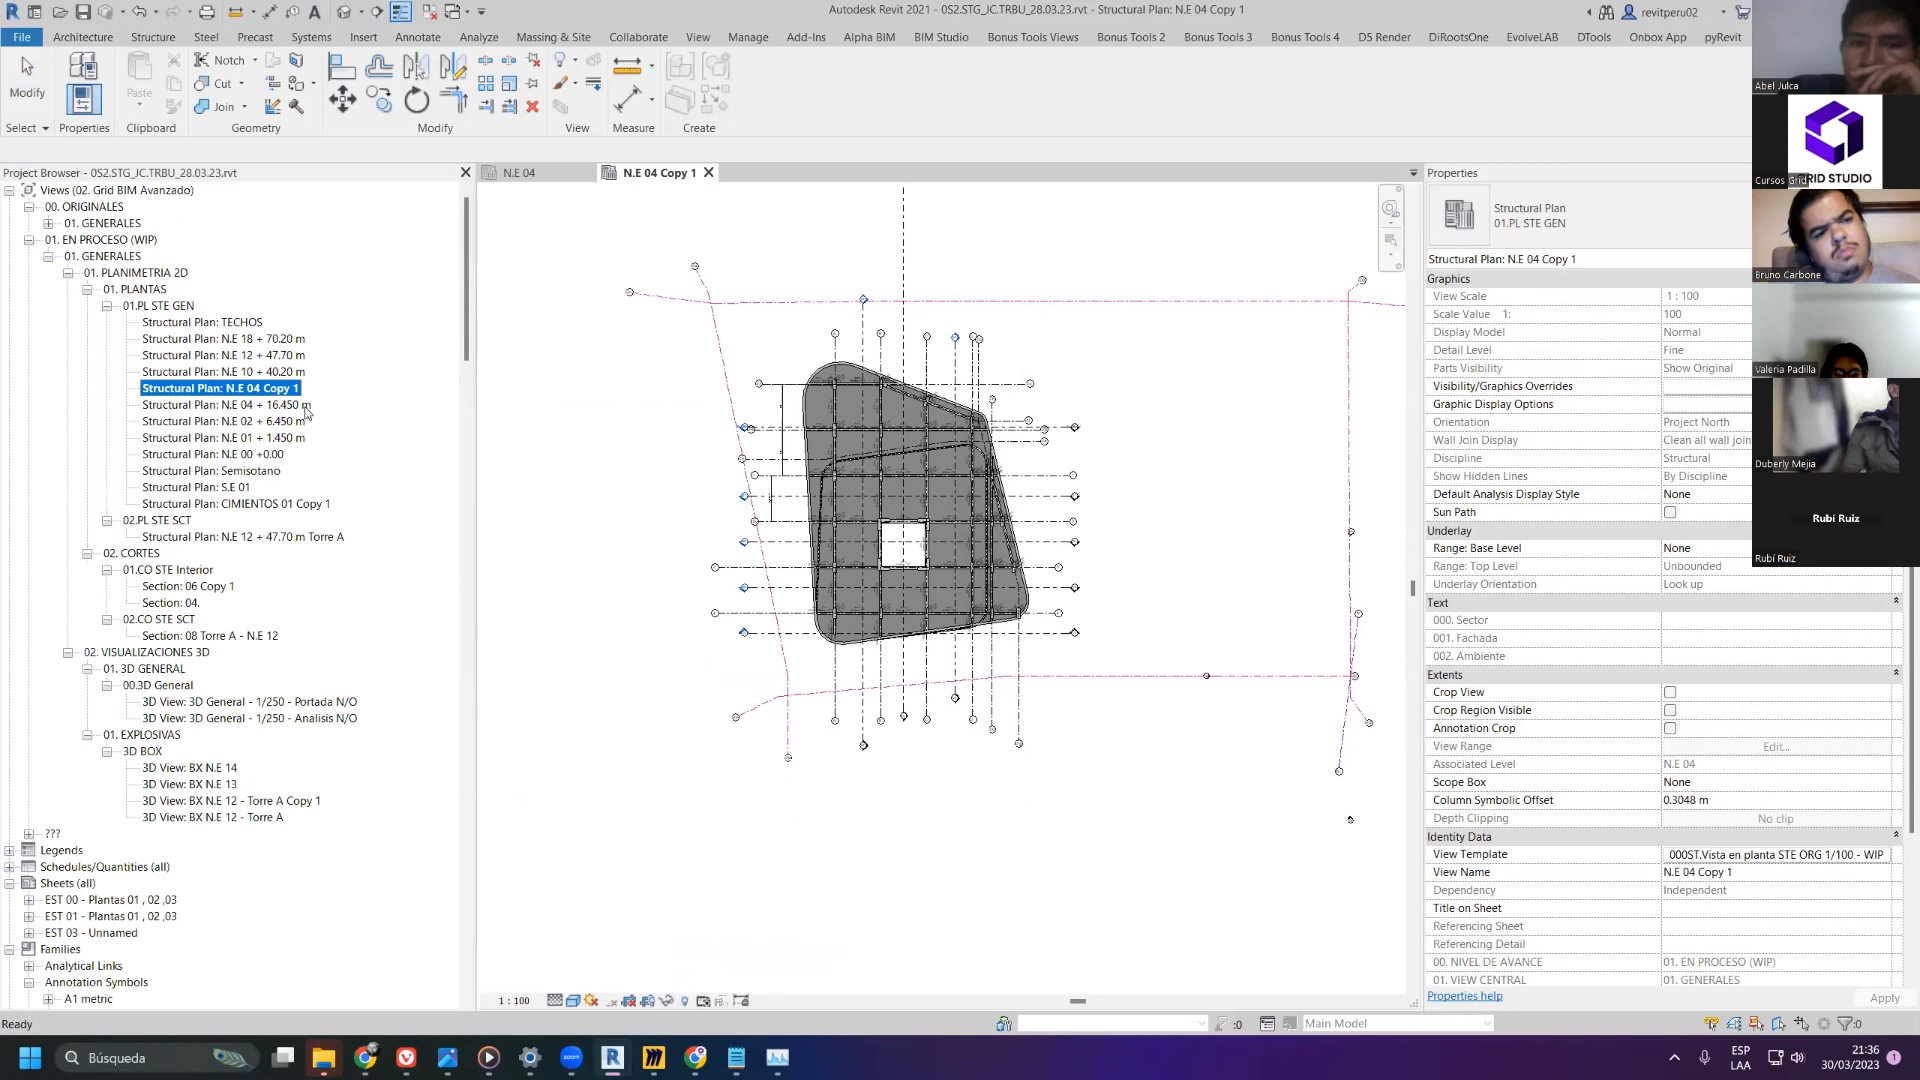 Autodesk Revit 2021 - 0S2.STG_JC.TRBU_28.03.23.rvt - Structural Plan: N.E 04 Copy 1
revitperu02
File
Architecture
Structure
Steel
Precast
Systems
Insert
Annotate
Analyze
Massing & Site
Collaborate
View
Manage
Add-Ins
Alpha BIM
BIM Studio
Bonus Tools Views
Bonus Tools 2
Bonus Tools 3
Bonus Tools 4
D5 Render
DiRootsOne
EvolveLAB
DTools
Onbox App
pyRevit
Modify
Paste
Notch
Cut
Join
Select
Properties
Clipboard
Geometry
Modify
View
Measure
Create
Project Browser - 0S2.STG_JC.TRBU_28.03.23.rvt
Views (02. Grid BIM Avanzado)
00. ORIGINALES
01. GENERALES
01. EN PROCESO (WIP)
01. GENERALES
01. PLANIMETRIA 2D
01. PLANTAS
01.PL STE GEN
Structural Plan: TECHOS
Structural Plan: N.E 18 + 70.20 m
Structural Plan: N.E 12 + 47.70 m
Structural Plan: N.E 10 + 40.20 m
Structural Plan: N.E 04 Copy 1
Structural Plan: N.E 04 + 16.450 m
Structural Plan: N.E 02 + 6.450 m
Structural Plan: N.E 01 + 1.450 m
Structural Plan: N.E 00 +0.00
Structural Plan: Semisotano
Structural Plan: S.E 01
Structural Plan: CIMIENTOS 01 Copy 1
02.PL STE SCT
Structural Plan: N.E 12 + 47.70 m Torre A
02. CORTES
01.CO STE Interior
Section: 06 Copy 1
Section: 04.
02.CO STE SCT
Section: 08 Torre A - N.E 12
02. VISUALIZACIONES 3D
01. 3D GENERAL
00.3D General
3D View: 3D General - 1/250 - Portada N/O
3D View: 3D General - 1/250 - Analisis N/O
01. EXPLOSIVAS
3D BOX
3D View: BX N.E 14
3D View: BX N.E 13
3D View: BX N.E 12 - Torre A Copy 1
3D View: BX N.E 12 - Torre A
???
Legends
Schedules/Quantities (all)
Sheets (all)
EST 00 - Plantas 01 , 02 ,03
EST 01 - Plantas 01 , 02 ,03
EST 03 - Unnamed
Families
Analytical Links
Annotation Symbols
A1 metric
N.E 04
N.E 04 Copy 1
1 : 100
Properties
Structural Plan
01.PL STE GEN
Structural Plan: N.E 04 Copy 1
Graphics
View Scale 1 : 100
Scale Value 1: 100
Display Model Normal
Detail Level Fine
Parts Visibility Show Original
Visibility/Graphics Overrides
Graphic Display Options
Orientation Project North
Wall Join Display Clean all wall join
Discipline Structural
Show Hidden Lines By Discipline
Default Analysis Display Style None
Sun Path
Underlay
Range: Base Level None
Range: Top Level Unbounded
Underlay Orientation Look up
Text
000. Sector
001. Fachada
002. Ambiente
Extents
Crop View
Crop Region Visible
Annotation Crop
View Range Edit...
Associated Level N.E 04
Scope Box None
Column Symbolic Offset 0.3048 m
Depth Clipping No clip
Identity Data
View Template 000ST.Vista en planta STE ORG 1/100 - WIP
View Name N.E 04 Copy 1
Dependency Independent
Title on Sheet
Referencing Sheet
Referencing Detail
00. NIVEL DE AVANCE 01. EN PROCESO (WIP)
01. VIEW CENTRAL 01. GENERALES
Properties help
Apply
Abel Julca
GRID STUDIO
Cursos Grid
Bruno Carbone
Valeria Padilla
Duberly Mejia
Rubí Ruiz
Rubí Ruiz
Ready
:0
Main Model
:0
Búsqueda
ESP
LAA
21:36
30/03/2023
1